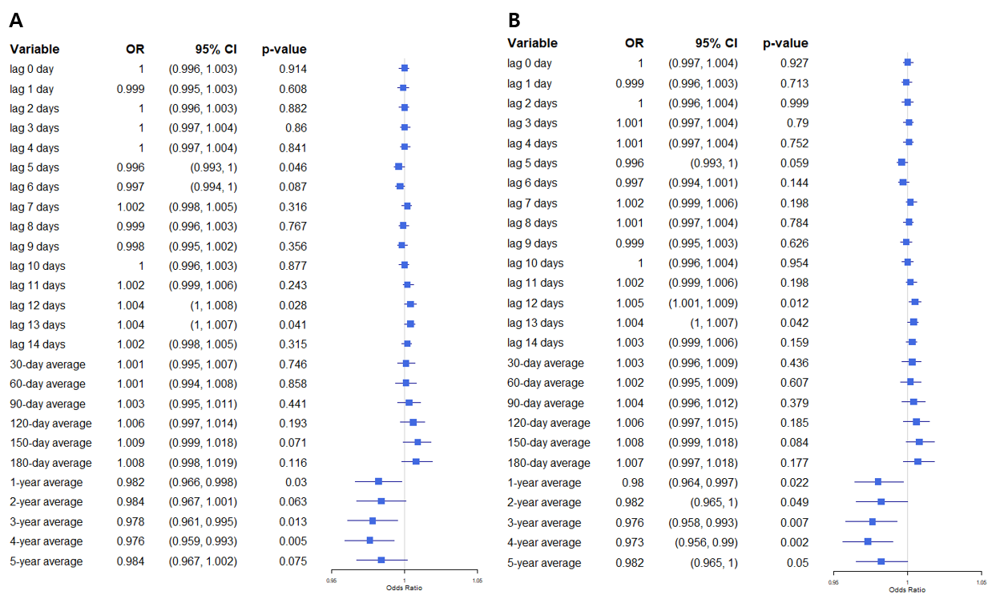 A
Variable OR 95% CI p-value
lag 0 day 1 (0.996, 1.003) 0.914
lag 1 day 0.999 (0.995, 1.003) 0.608
lag 2 days 1 (0.996, 1.003) 0.882
lag 3 days 1 (0.997, 1.004) 0.86
lag 4 days 1 (0.997, 1.004) 0.841
lag 5 days 0.996 (0.993, 1) 0.046
lag 6 days 0.997 (0.994, 1) 0.087
lag 7 days 1.002 (0.998, 1.005) 0.316
lag 8 days 0.999 (0.996, 1.003) 0.767
lag 9 days 0.998 (0.995, 1.002) 0.356
lag 10 days 1 (0.996, 1.003) 0.877
lag 11 days 1.002 (0.999, 1.006) 0.243
lag 12 days 1.004 (1, 1.008) 0.028
lag 13 days 1.004 (1, 1.007) 0.041
lag 14 days 1.002 (0.998, 1.005) 0.315
30-day average 1.001 (0.995, 1.007) 0.746
60-day average 1.001 (0.994, 1.008) 0.858
90-day average 1.003 (0.995, 1.011) 0.441
120-day average 1.006 (0.997, 1.014) 0.193
150-day average 1.009 (0.999, 1.018) 0.071
180-day average 1.008 (0.998, 1.019) 0.116
1-year average 0.982 (0.966, 0.998) 0.03
2-year average 0.984 (0.967, 1.001) 0.063
3-year average 0.978 (0.961, 0.995) 0.013
4-year average 0.976 (0.959, 0.993) 0.005
5-year average 0.984 (0.967, 1.002) 0.075
0.95 1 1.05
Odds Ratio
B
Variable OR 95% CI p-value
lag 0 day 1 (0.997, 1.004) 0.927
lag 1 day 0.999 (0.996, 1.003) 0.713
lag 2 days 1 (0.996, 1.004) 0.999
lag 3 days 1.001 (0.997, 1.004) 0.79
lag 4 days 1.001 (0.997, 1.004) 0.752
lag 5 days 0.996 (0.993, 1) 0.059
lag 6 days 0.997 (0.994, 1.001) 0.144
lag 7 days 1.002 (0.999, 1.006) 0.198
lag 8 days 1.001 (0.997, 1.004) 0.784
lag 9 days 0.999 (0.995, 1.003) 0.626
lag 10 days 1 (0.996, 1.004) 0.954
lag 11 days 1.002 (0.999, 1.006) 0.198
lag 12 days 1.005 (1.001, 1.009) 0.012
lag 13 days 1.004 (1, 1.007) 0.042
lag 14 days 1.003 (0.999, 1.006) 0.159
30-day average 1.003 (0.996, 1.009) 0.436
60-day average 1.002 (0.995, 1.009) 0.607
90-day average 1.004 (0.996, 1.012) 0.379
120-day average 1.006 (0.997, 1.015) 0.185
150-day average 1.008 (0.999, 1.018) 0.084
180-day average 1.007 (0.997, 1.018) 0.177
1-year average 0.98 (0.964, 0.997) 0.022
2-year average 0.982 (0.965, 1) 0.049
3-year average 0.976 (0.958, 0.993) 0.007
4-year average 0.973 (0.956, 0.99) 0.002
5-year average 0.982 (0.965, 1) 0.05
0.95 1 1.05
Odds Ratio